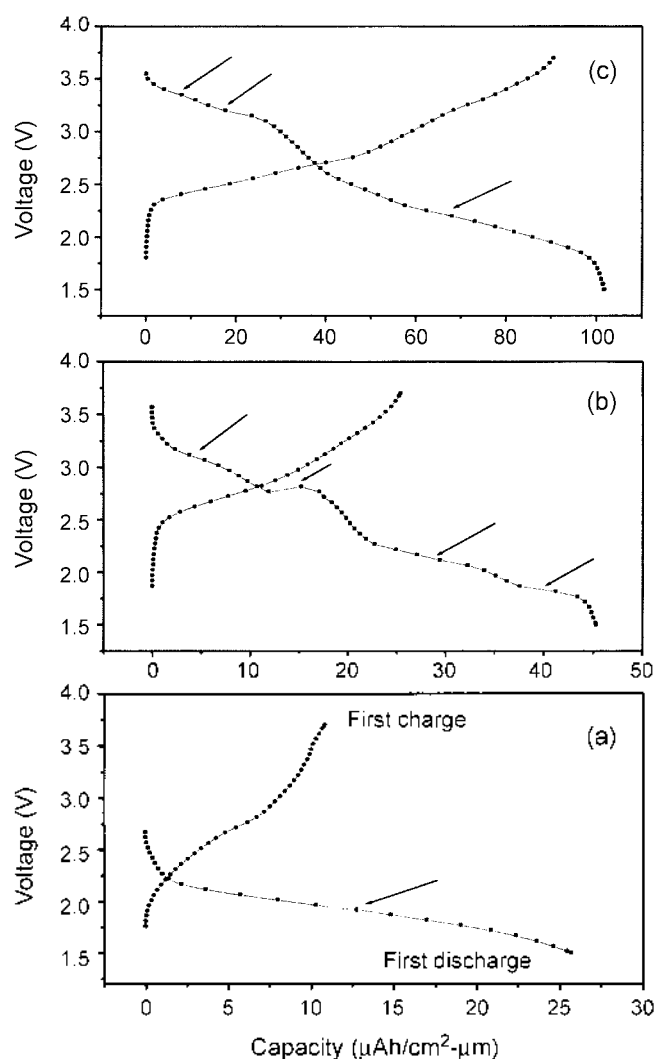 4.0
3.5
3.0
2.5
2.0
1.5
Voltage (V)
(c)
0 20 40 60 80 100
4.0
3.5
3.0
2.5
2.0
1.5
Voltage (V)
(b)
0 10 20 30 40 50
4.0
3.5
3.0
2.5
2.0
1.5
Voltage (V)
First charge
(a)
First discharge
0 5 10 15 20 25 30
Capacity (μAh/cm²-μm)